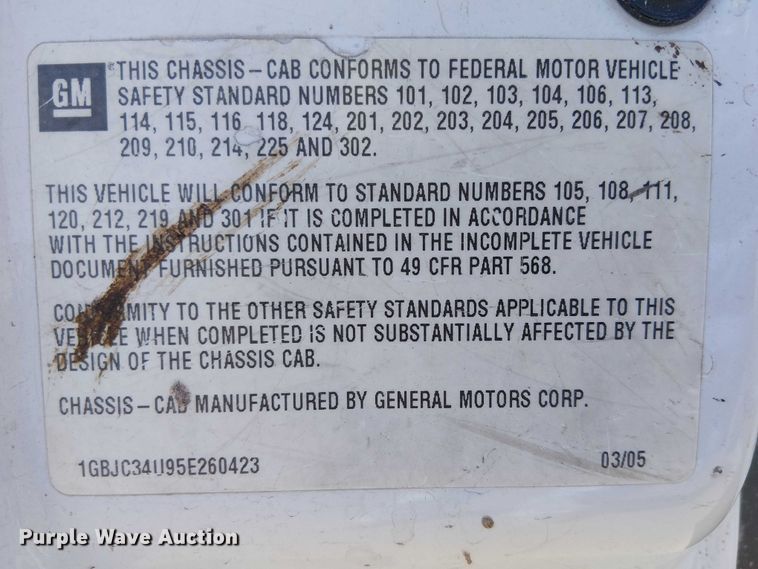 GM
THIS CHASSIS-CAB CONFORMS TO FEDERAL MOTOR VEHICLE
SAFETY STANDARD NUMBERS 101, 102, 103, 104, 106, 113,
114, 115, 116, 118, 124, 201, 202, 203, 204, 205, 206, 207, 208,
209, 210, 214, 225 AND 302.
THIS VEHICLE WILL CONFORM TO STANDARD NUMBERS 105, 108, 111,
120, 212, 219 AND 301 IF IT IS COMPLETED IN ACCORDANCE
WITH THE INSTRUCTIONS CONTAINED IN THE INCOMPLETE VEHICLE
DOCUMENT FURNISHED PURSUANT TO 49 CFR PART 568.
CONFORMITY TO THE OTHER SAFETY STANDARDS APPLICABLE TO THIS
VEHICLE WHEN COMPLETED IS NOT SUBSTANTIALLY AFFECTED BY THE
DESIGN OF THE CHASSIS CAB.
CHASSIS-CAB MANUFACTURED BY GENERAL MOTORS CORP.
1GBJC34U95E260423 03/05
Purple Wave Auction